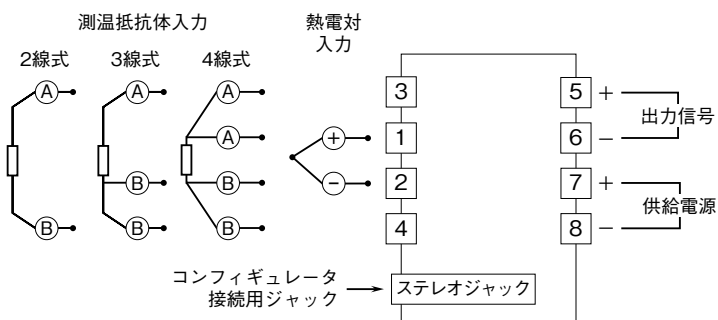 測温抵抗体入力
2線式
3線式
4線式
A
B
A
B
B
A
A
B
B
熱電対
入力
+
−
3
1
2
4
5
6
7
8
+
−
出力信号
+
−
供給電源
コンフィギュレータ
接続用ジャック
ステレオジャック